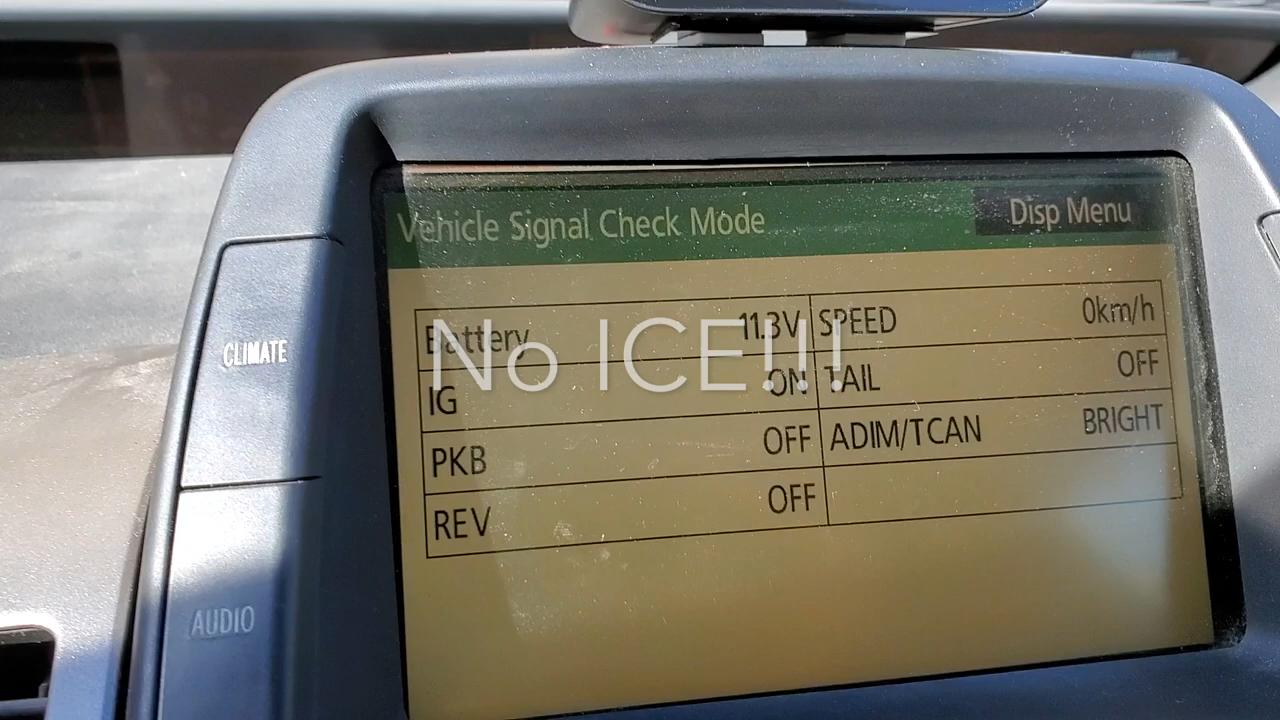 Vehicle Signal Check Mode Disp Menu
Battery 11.3V SPEED 0km/h
No ICE!!!
IG ON TAIL OFF
PKB OFF ADIM/TCAN BRIGHT
REV OFF
CLIMATE
AUDIO